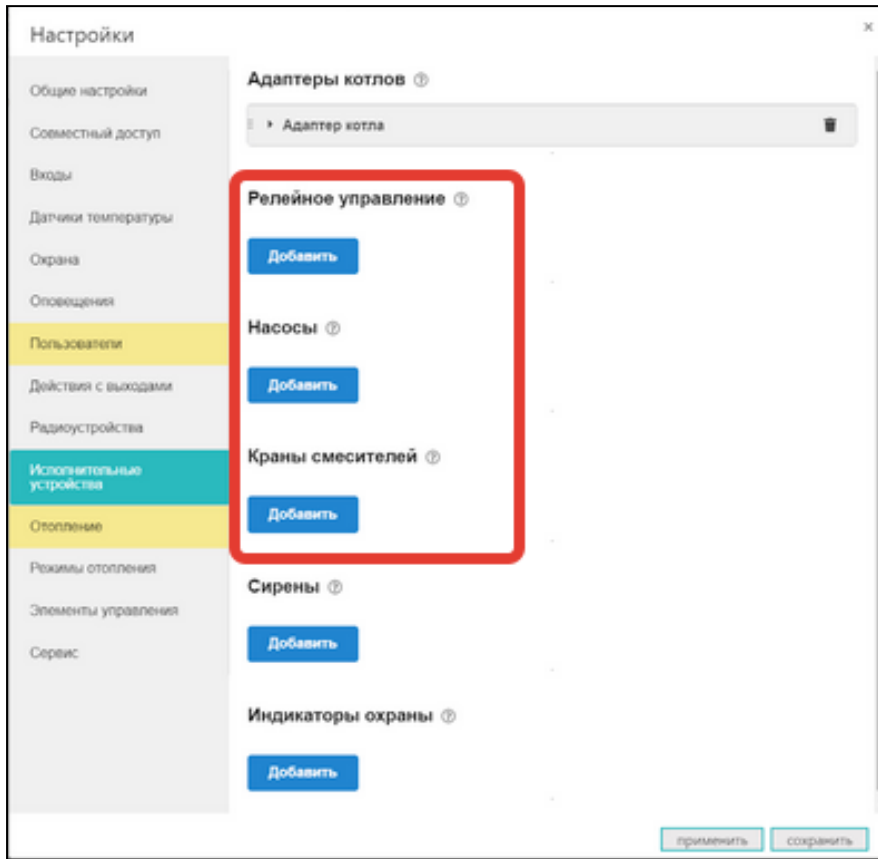 Настройки
Общие настройки
Совместный доступ
Входы
Датчики температуры
Охрана
Оповещения
Пользователи
Действия с выходами
Радиоустройства
Исполнительные
устройства
Отопление
Режимы отопления
Элементы управления
Сервис
Адаптеры котлов
Адаптер котла
Релейное управление
Добавить
Насосы
Добавить
Краны смесителей
Добавить
Сирены
Добавить
Индикаторы охраны
Добавить
применить
сохранить